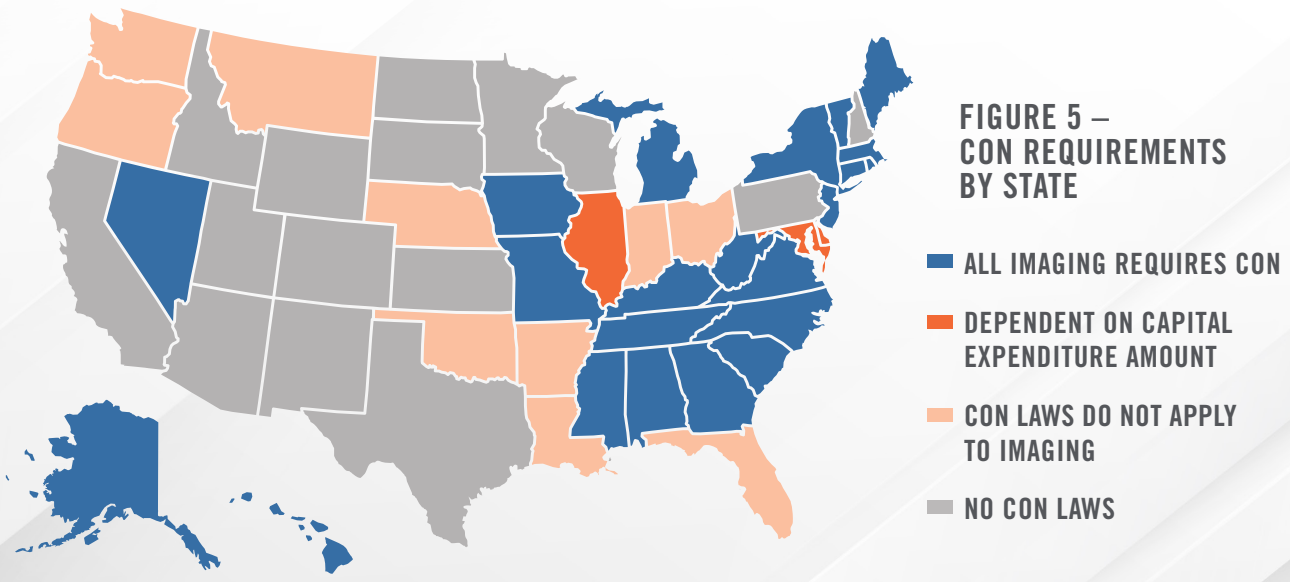 FIGURE 5 –
CON REQUIREMENTS
BY STATE
ALL IMAGING REQUIRES CON
DEPENDENT ON CAPITAL
EXPENDITURE AMOUNT
CON LAWS DO NOT APPLY
TO IMAGING
NO CON LAWS